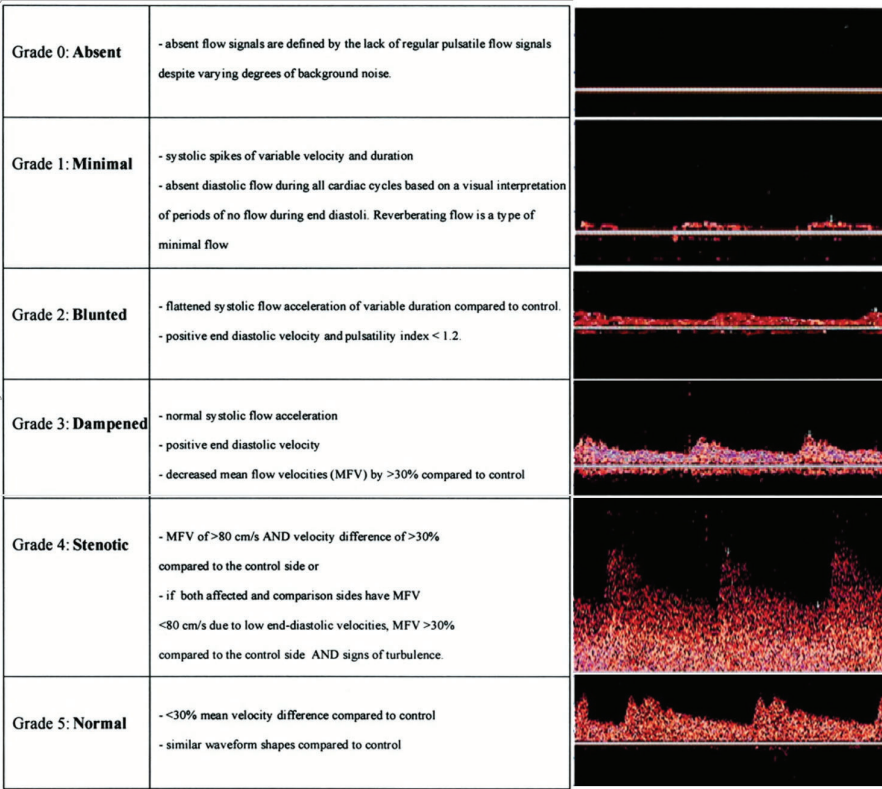 Grade 0: Absent
- absent flow signals are defined by the lack of regular pulsatile flow signals
despite varying degrees of background noise.
Grade 1: Minimal
- systolic spikes of variable velocity and duration
- absent diastolic flow during all cardiac cycles based on a visual interpretation
of periods of no flow during end diastoli. Reverberating flow is a type of
minimal flow
Grade 2: Blunted
- flattened systolic flow acceleration of variable duration compared to control.
- positive end diastolic velocity and pulsatility index < 1.2.
Grade 3: Dampened
- normal systolic flow acceleration
- positive end diastolic velocity
- decreased mean flow velocities (MFV) by >30% compared to control
Grade 4: Stenotic
- MFV of >80 cm/s AND velocity difference of >30%
compared to the control side or
- if both affected and comparison sides have MFV
<80 cm/s due to low end-diastolic velocities, MFV >30%
compared to the control side AND signs of turbulence.
Grade 5: Normal
- <30% mean velocity difference compared to control
- similar waveform shapes compared to control